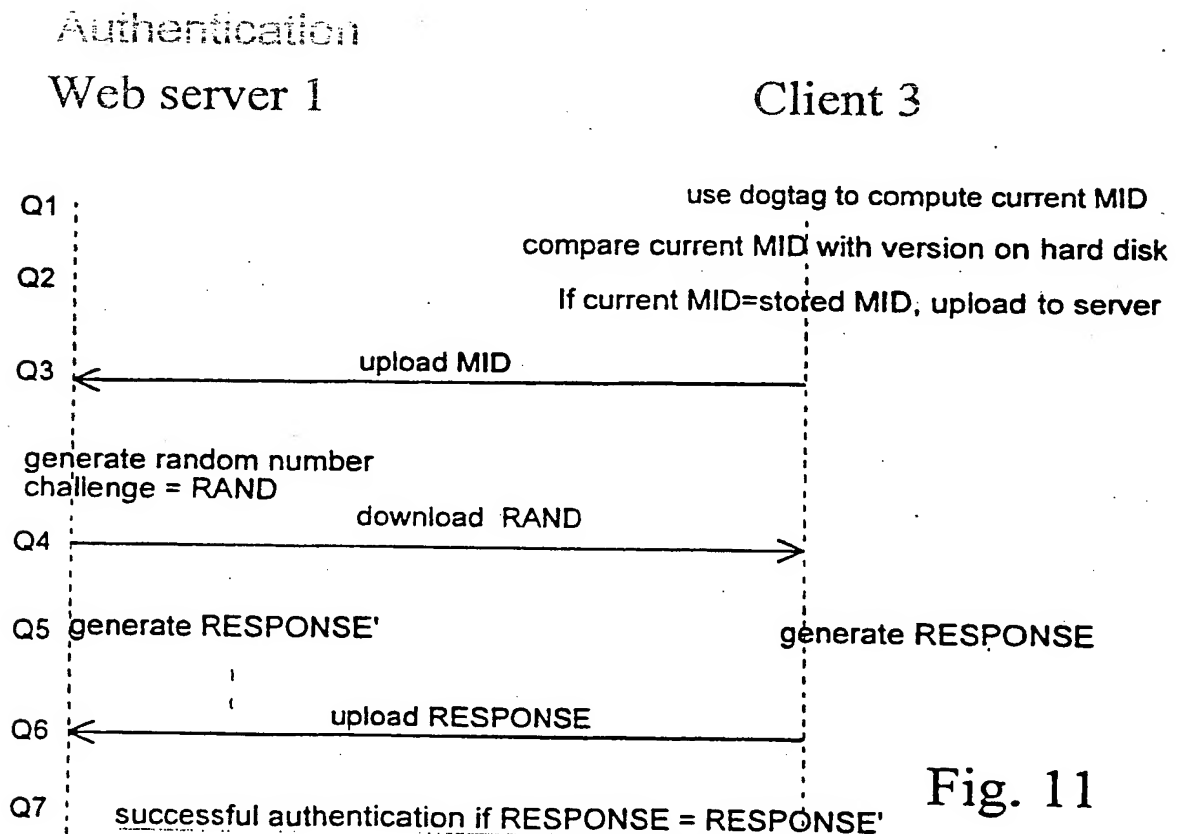 Authentication
Web server 1
Client 3
Q1
use dogtag to compute current MID
compare current MID with version on hard disk
Q2
If current MID=stored MID, upload to server
Q3
upload MID
generate random number
challenge = RAND
download RAND
Q4
Q5
generate RESPONSE'
generate RESPONSE
upload RESPONSE
Q6
Fig. 11
Q7
successful authentication if RESPONSE = RESPONSE'